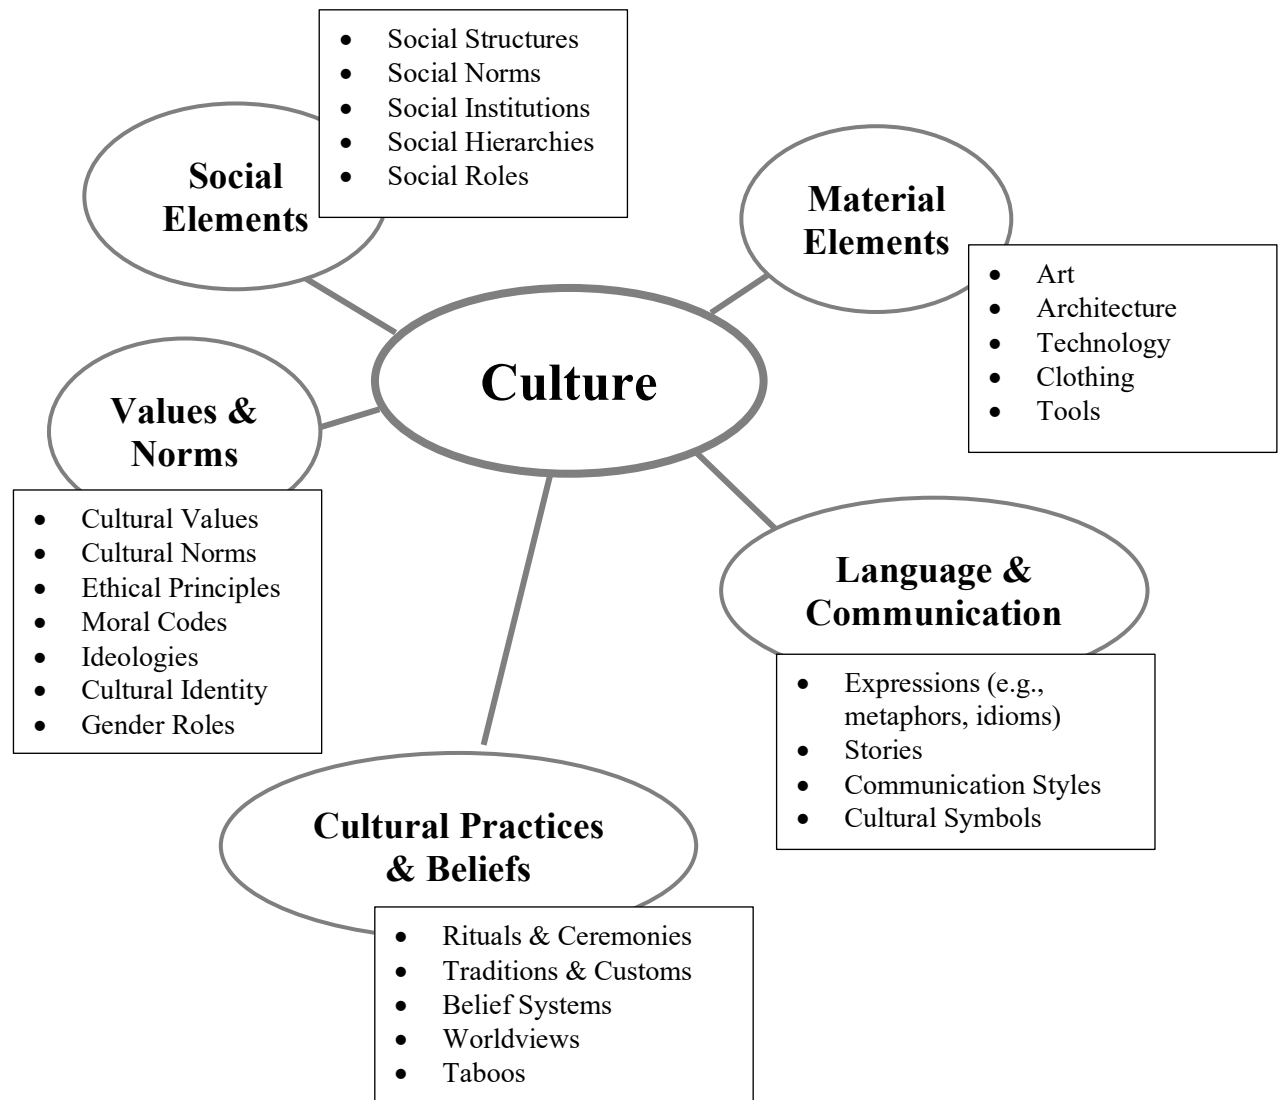 • Social Structures
• Social Norms
• Social Institutions
• Social Hierarchies
• Social Roles
Social
Elements
Material
Elements
• Art
• Architecture
• Technology
• Clothing
• Tools
Culture
Values &
Norms
• Cultural Values
• Cultural Norms
• Ethical Principles
• Moral Codes
• Ideologies
• Cultural Identity
• Gender Roles
Language &
Communication
• Expressions (e.g.,
metaphors, idioms)
• Stories
• Communication Styles
• Cultural Symbols
Cultural Practices
& Beliefs
• Rituals & Ceremonies
• Traditions & Customs
• Belief Systems
• Worldviews
• Taboos